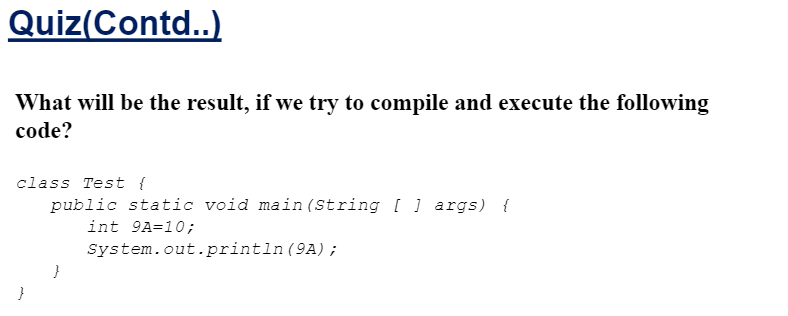 Quiz(Contd..)
What will be the result, if we try to compile and execute the following
code?
class Test {
public static void main(String [ ] args) {
int 9A=10;
System.out.println(9A);
}
}